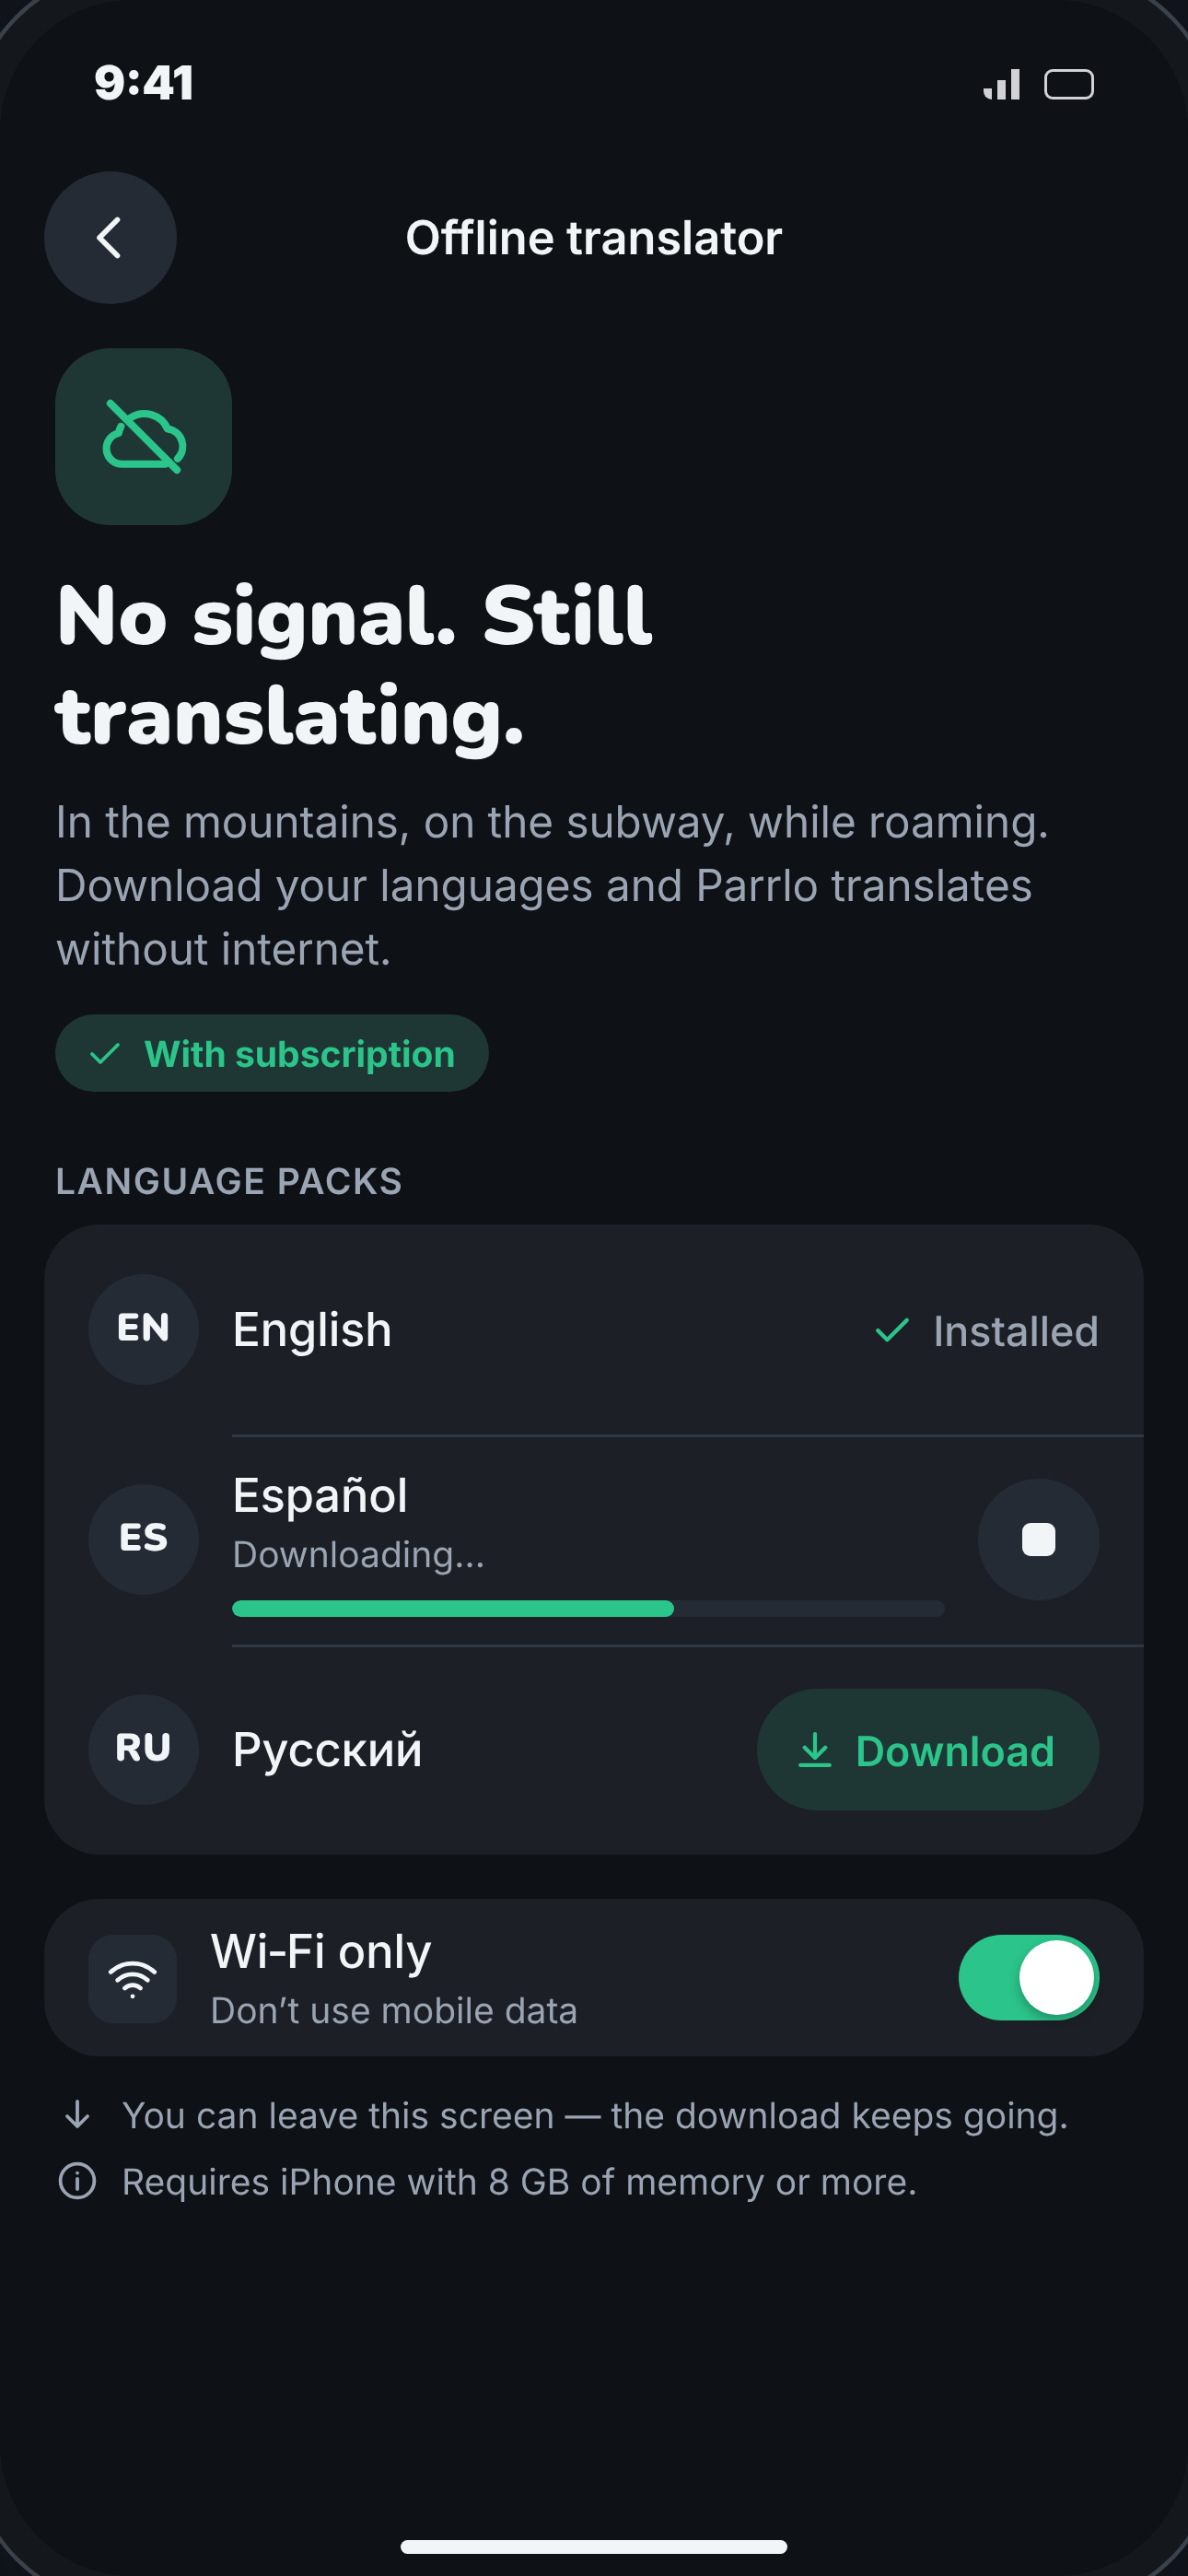 9:41
Offline translator
No signal. Still
translating.
In the mountains, on the subway, while roaming.
Download your languages and Parrlo translates
without internet.
With subscription
LANGUAGE PACKS
EN English Installed
Español
ES
Downloading...
RU Русский Download
Wi-Fi only
Don’t use mobile data
You can leave this screen — the download keeps going.
Requires iPhone with 8 GB of memory or more.